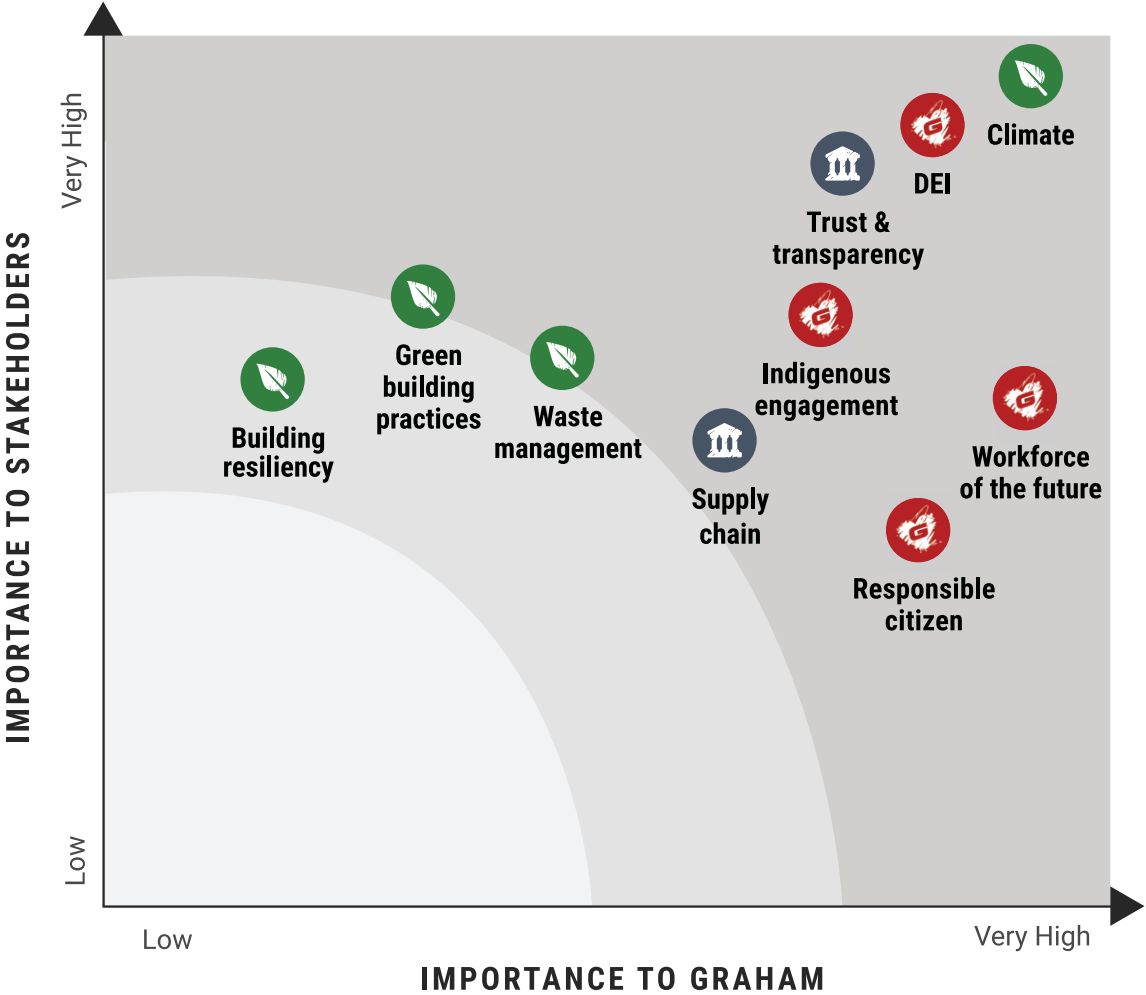 IMPORTANCE TO STAKEHOLDERS
Very High
Low
Climate
DEI
Trust &
transparency
Green
building
practices
Indigenous
engagement
Waste
management
Building
resiliency
Workforce
of the future
Supply
chain
Responsible
citizen
G
G
G
G
Low
Very High
IMPORTANCE TO GRAHAM